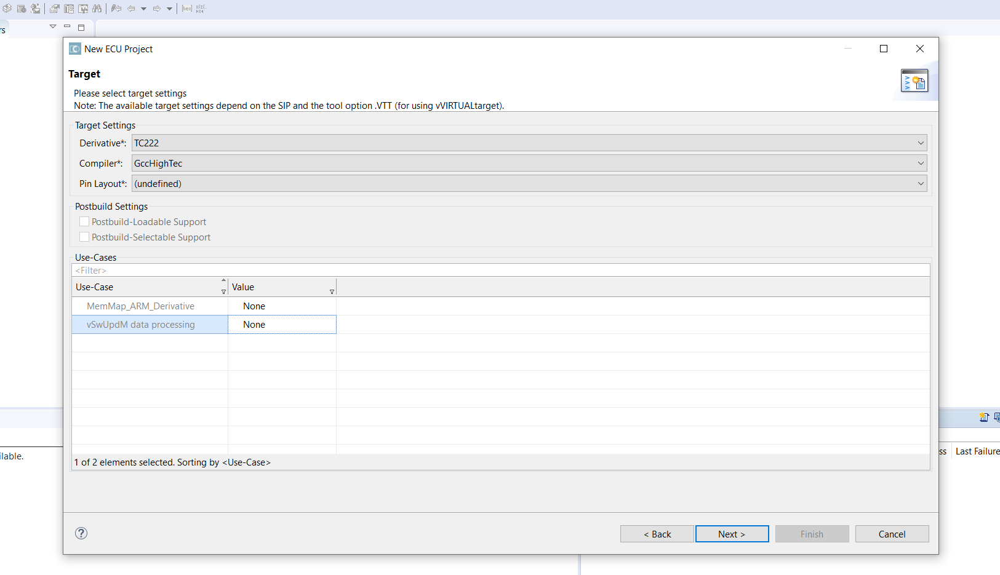 rs
New ECU Project
Target
Please select target settings
Note: The available target settings depend on the SIP and the tool option .VTT (for using vVIRTUALtarget).
Target Settings
Derivative*: TC222
Compiler*: GccHighTec
Pin Layout*: (undefined)
Postbuild Settings
Postbuild-Loadable Support
Postbuild-Selectable Support
Use-Cases
<Filter>
Use-Case Value
MemMap_ARM_Derivative None
vSwUpdM data processing None
1 of 2 elements selected. Sorting by <Use-Case>
ilable.
ss Last Failure
< Back Next > Finish Cancel